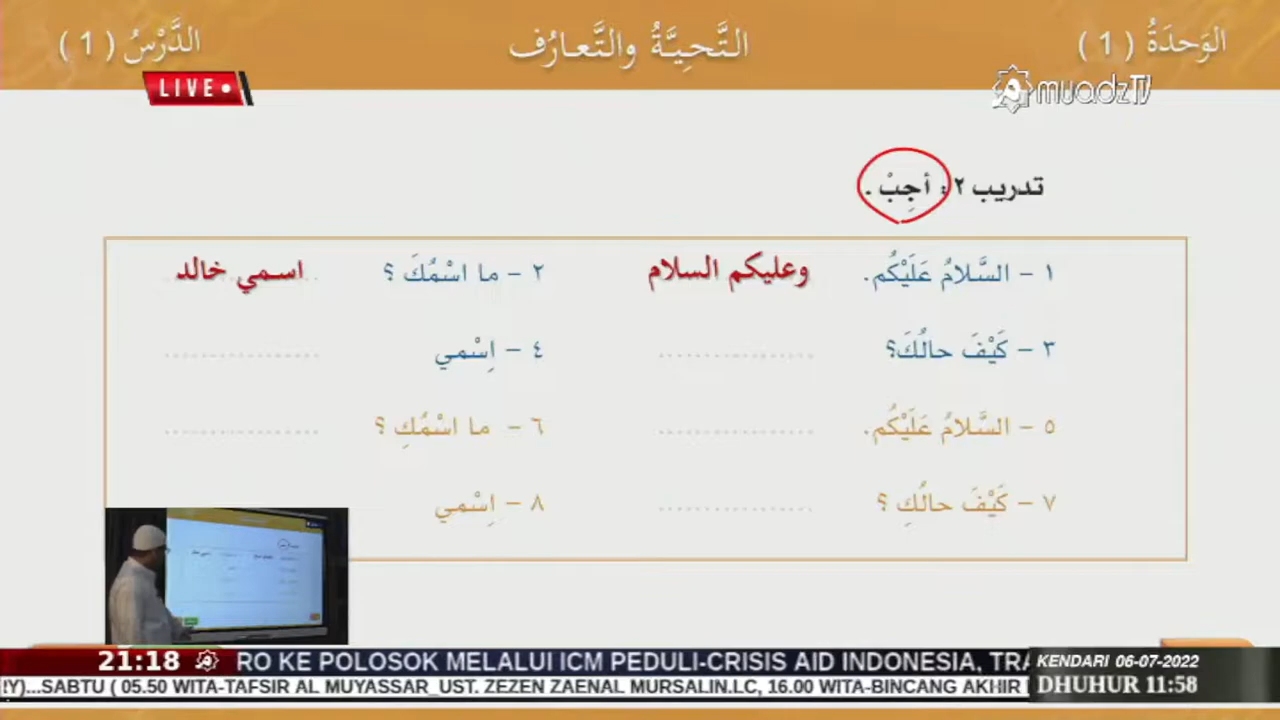 الوَحدَةُ ( 1 ) التَّحِيَّةُ والتَّعارُف الدَّرْسُ ( 1 )
LIVE
muadzTV
تدريب ٢ : أجِبْ .
١ - السَّلامُ عَلَيْكُم. وعليكم السلام ٢ - ما اسْمُكَ ؟ اسمي خالد
٣ - كَيْفَ حالُكَ؟ .................... ٤ - اِسْمي ....................
٥ - السَّلامُ عَلَيْكُم. .................... ٦ - ما اسْمُكِ ؟ ....................
٧ - كَيْفَ حالُكِ ؟ .................... ٨ - اِسْمي
21:18 RO KE POLOSOK MELALUI ICM PEDULI-CRISIS AID INDONESIA, TRA KENDARI 06-07-2022
!Y)...SABTU ( 05.50 WITA-TAFSIR AL MUYASSAR_UST. ZEZEN ZAENAL MURSALIN.LC, 16.00 WITA-BINCANG AKHIR DHUHUR 11:58